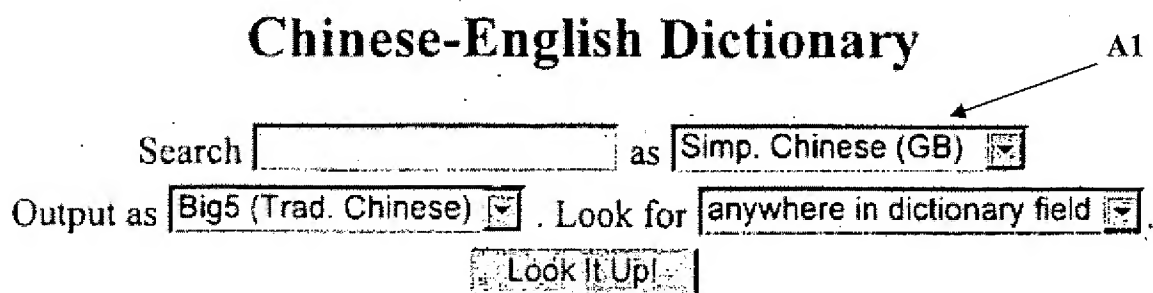 Chinese-English Dictionary
A1
Search as Simp. Chinese (GB)
Output as Big5 (Trad. Chinese) . Look for anywhere in dictionary field .
Look It Up!